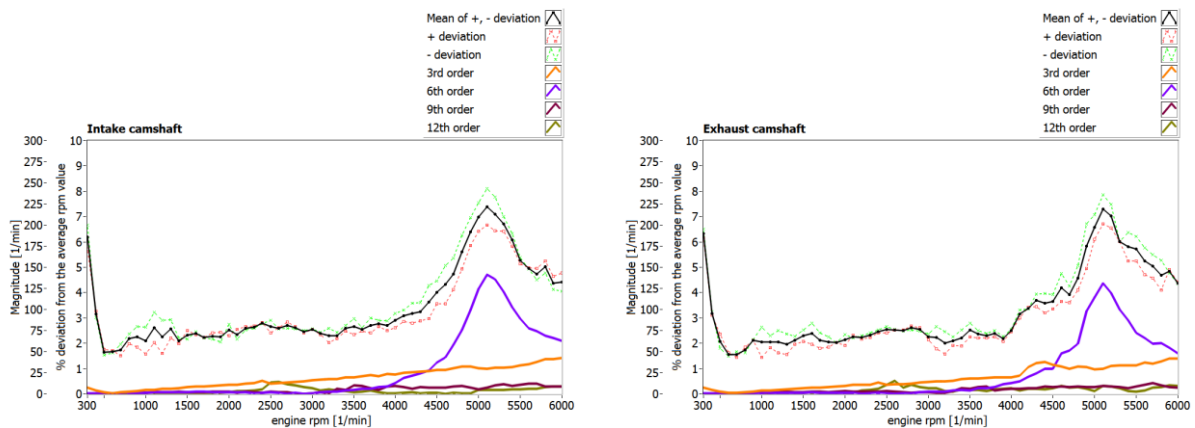 Mean of +, - deviation
+ deviation
- deviation
3rd order
6th order
9th order
12th order
Intake camshaft
Magnitude [1/min]
300-
275-
250-
225-
200-
175-
150-
125-
100-
75-
50-
25-
0-
% deviation from the average rpm value
10
9
8
7
6
5
4
3
2
1
0
300 1000 1500 2000 2500 3000 3500 4000 4500 5000 5500 6000
engine rpm [1/min]
Mean of +, - deviation
+ deviation
- deviation
3rd order
6th order
9th order
12th order
Exhaust camshaft
Magnitude [1/min]
300-
275-
250-
225-
200-
175-
150-
125-
100-
75-
50-
25-
0-
% deviation from the average rpm value
10
9
8
7
6
5
4
3
2
1
0
300 1000 1500 2000 2500 3000 3500 4000 4500 5000 5500 6000
engine rpm [1/min]